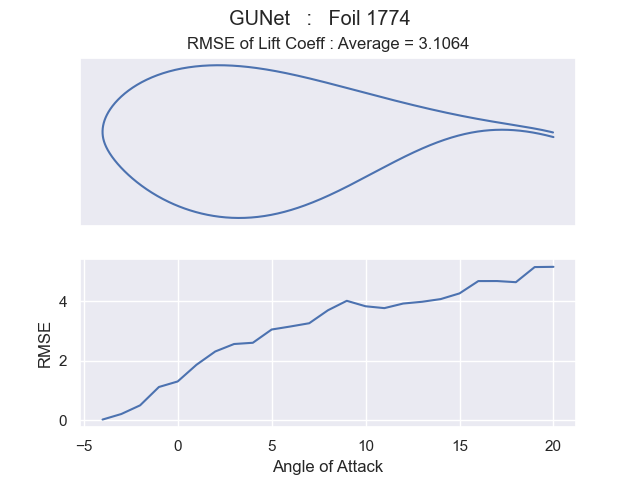 GUNet   :   Foil 1774
RMSE of Lift Coeff : Average = 3.1064
RMSE
4
2
0
−5 0 5 10 15 20
Angle of Attack